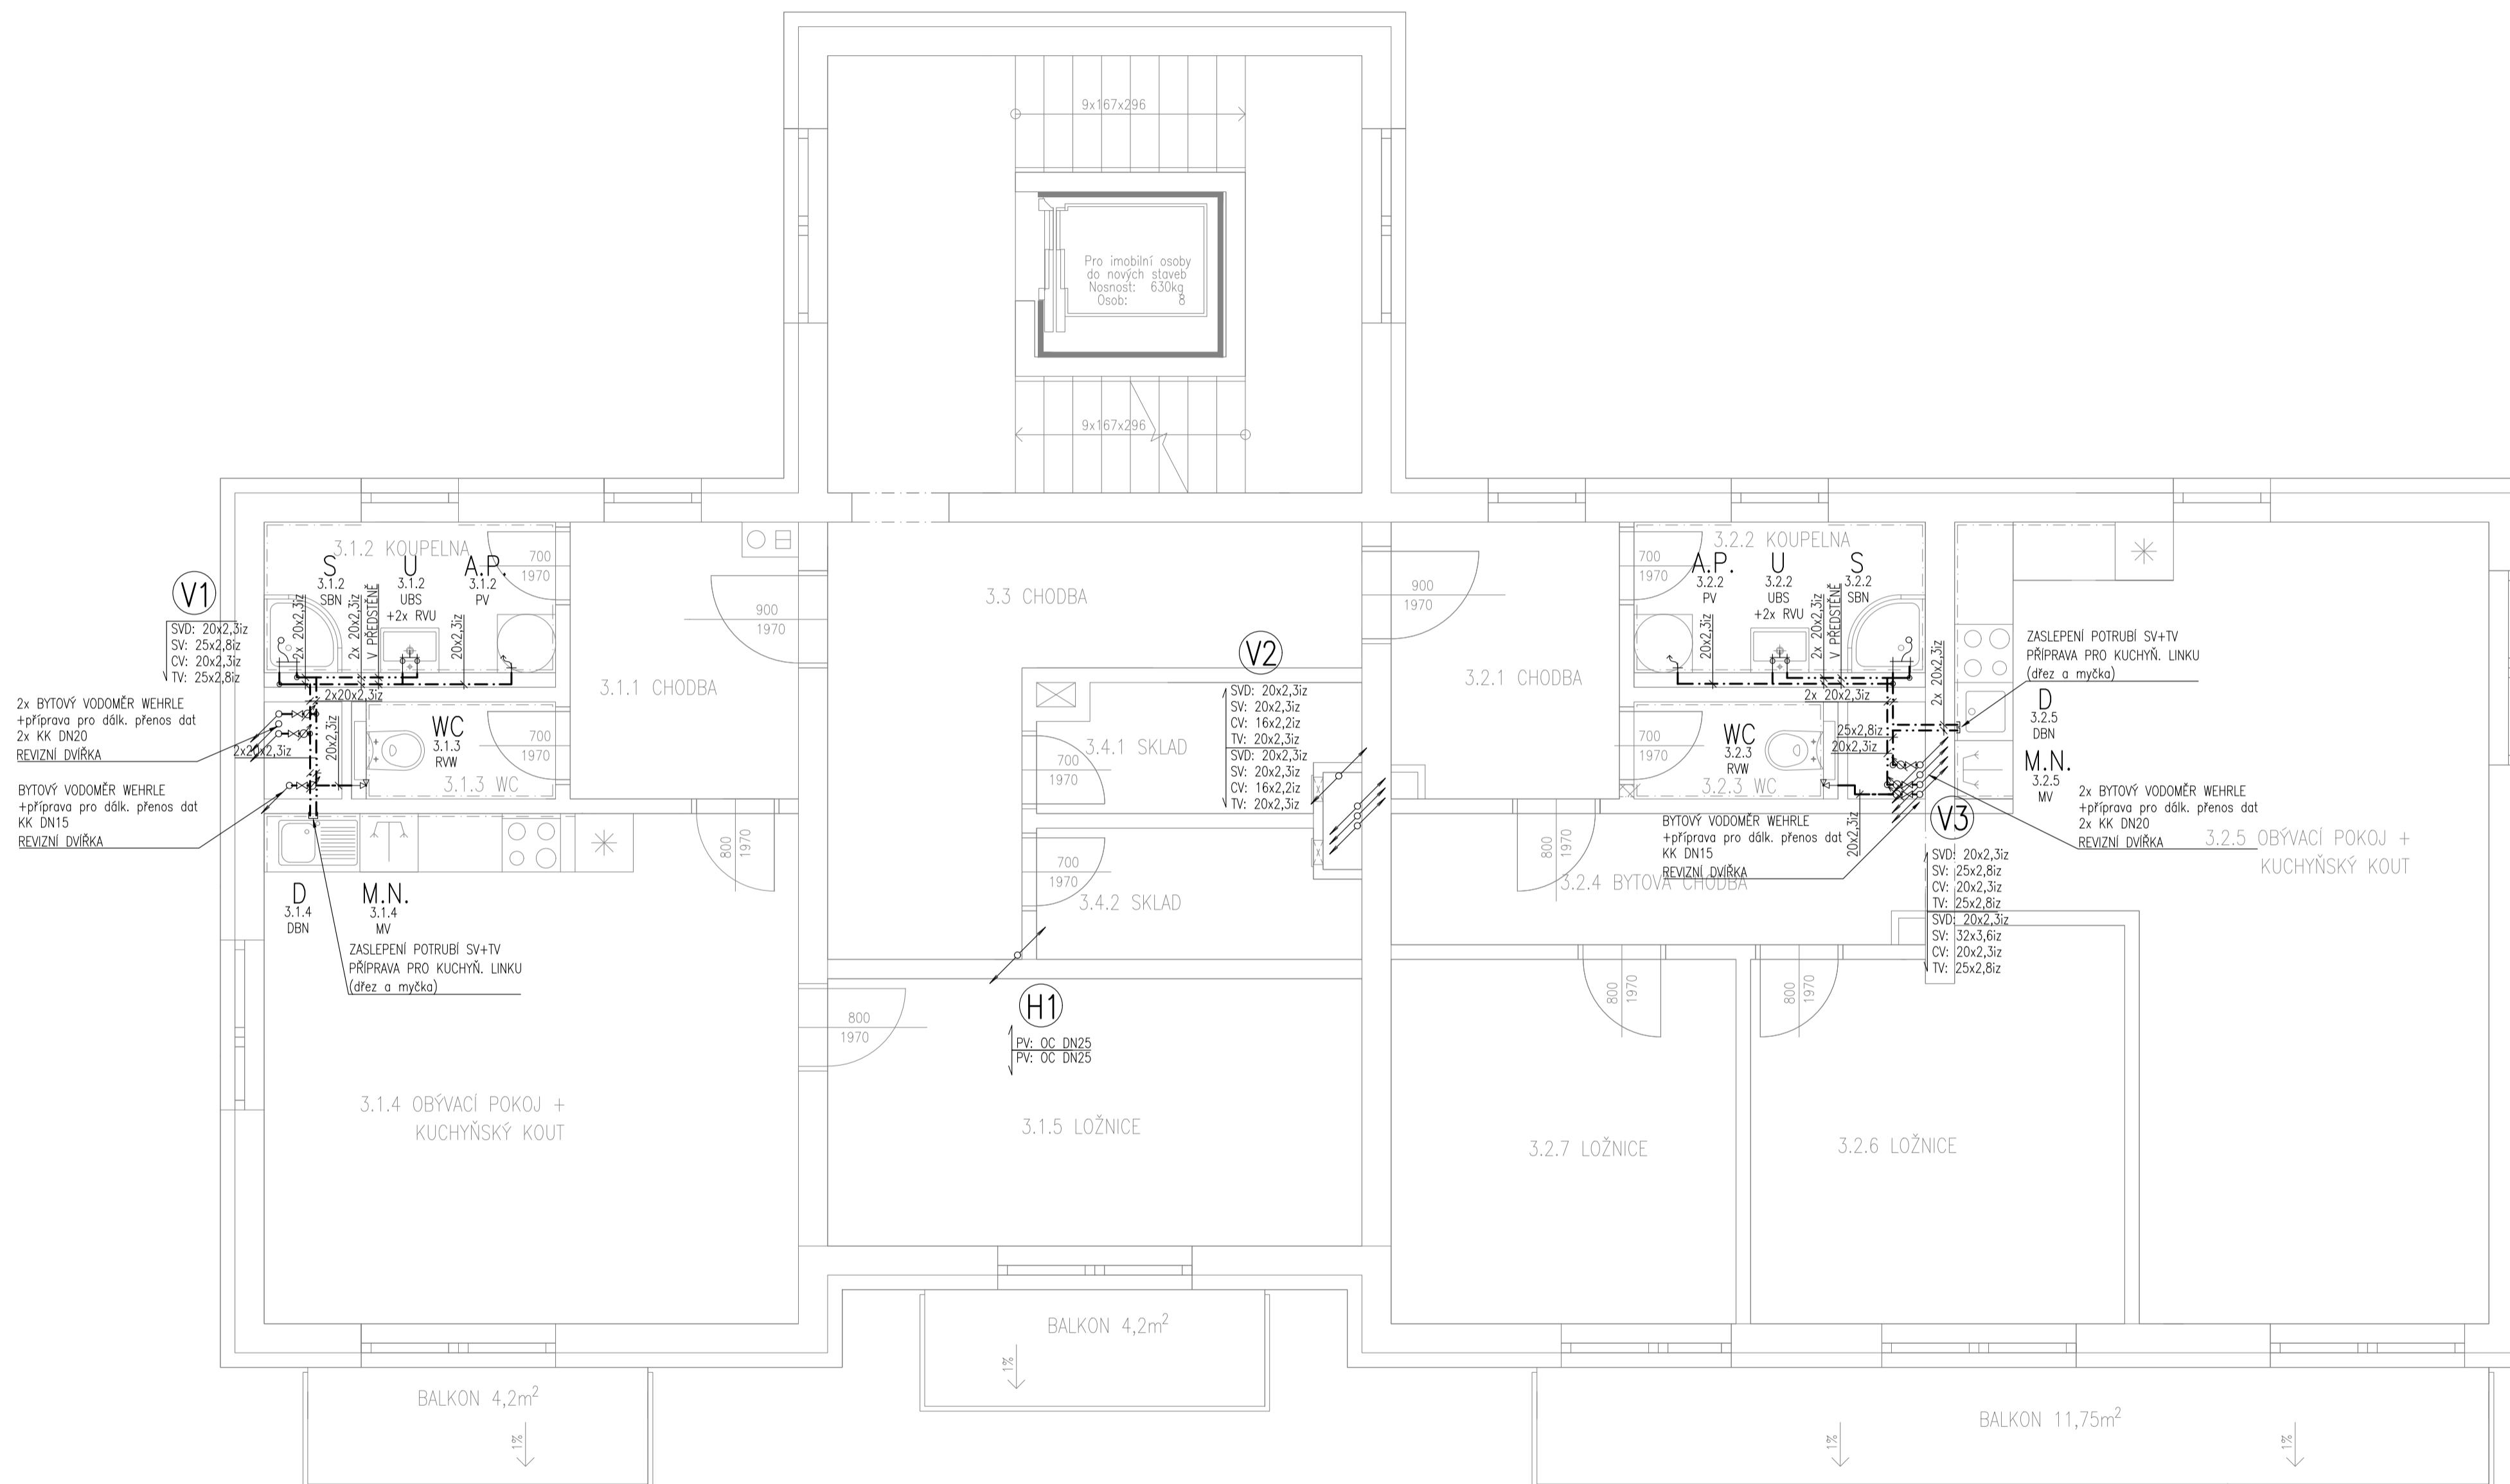 9x167x296
Pro imobilní osoby
do nových staveb
Nosnost: 630kg
Osob: 8
9x167x296
V1
SVD: 20x2,3iz
SV: 25x2,8iz
CV: 20x2,3iz
TV: 25x2,8iz
3.1.2 KOUPELNA
S
3.1.2
SBN
U
3.1.2
UBS
+2x RVU
A.P.
3.1.2
PV
700
1970
2x 20x2,3iz
2x 20x2,3iz
V PŘEDSTĚNĚ
20x2,3iz
2x20x2,3iz
900
1970
3.1.1 CHODBA
2x BYTOVÝ VODOMĚR WEHRLE
+příprava pro dálk. přenos dat
2x KK DN20
REVIZNÍ DVÍŘKA
2x20x2,3iz
20x2,3iz
WC
3.1.3
RVW
700
1970
3.1.3 WC
BYTOVÝ VODOMĚR WEHRLE
+příprava pro dálk. přenos dat
KK DN15
REVIZNÍ DVÍŘKA
800
1970
D
3.1.4
DBN
M.N.
3.1.4
MV
ZASLEPENÍ POTRUBÍ SV+TV
PŘÍPRAVA PRO KUCHYŇ. LINKU
(dřez a myčka)
3.1.4 OBÝVACÍ POKOJ +
KUCHYŇSKÝ KOUT
800
1970
3.3 CHODBA
V2
SVD: 20x2,3iz
SV: 20x2,3iz
CV: 16x2,2iz
TV: 20x2,3iz
SVD: 20x2,3iz
SV: 20x2,3iz
CV: 16x2,2iz
TV: 20x2,3iz
3.4.1 SKLAD
700
1970
700
1970
3.4.2 SKLAD
H1
PV: OC DN25
PV: OC DN25
3.1.5 LOŽNICE
900
1970
3.2.1 CHODBA
700
1970
3.2.2 KOUPELNA
A.P.
3.2.2
PV
U
3.2.2
UBS
+2x RVU
S
3.2.2
SBN
20x2,3iz
2x 20x2,3iz
V PŘEDSTĚNĚ
2x 20x2,3iz
2x 20x2,3iz
ZASLEPENÍ POTRUBÍ SV+TV
PŘÍPRAVA PRO KUCHYŇ. LINKU
(dřez a myčka)
D
3.2.5
DBN
M.N.
3.2.5
MV
700
1970
WC
3.2.3
RVW
3.2.3 WC
25x2,8iz
20x2,3iz
20x2,3iz
2x BYTOVÝ VODOMĚR WEHRLE
+příprava pro dálk. přenos dat
2x KK DN20
REVIZNÍ DVÍŘKA
BYTOVÝ VODOMĚR WEHRLE
+příprava pro dálk. přenos dat
KK DN15
REVIZNÍ DVÍŘKA
V3
SVD: 20x2,3iz
SV: 25x2,8iz
CV: 20x2,3iz
TV: 25x2,8iz
SVD: 20x2,3iz
SV: 32x3,6iz
CV: 20x2,3iz
TV: 25x2,8iz
3.2.5 OBÝVACÍ POKOJ +
KUCHYŇSKÝ KOUT
800
1970
3.2.4 BYTOVÁ CHODBA
800
1970
800
1970
3.2.7 LOŽNICE
3.2.6 LOŽNICE
BALKON 4,2m²
1%
BALKON 4,2m²
1%
BALKON 11,75m²
1%
1%